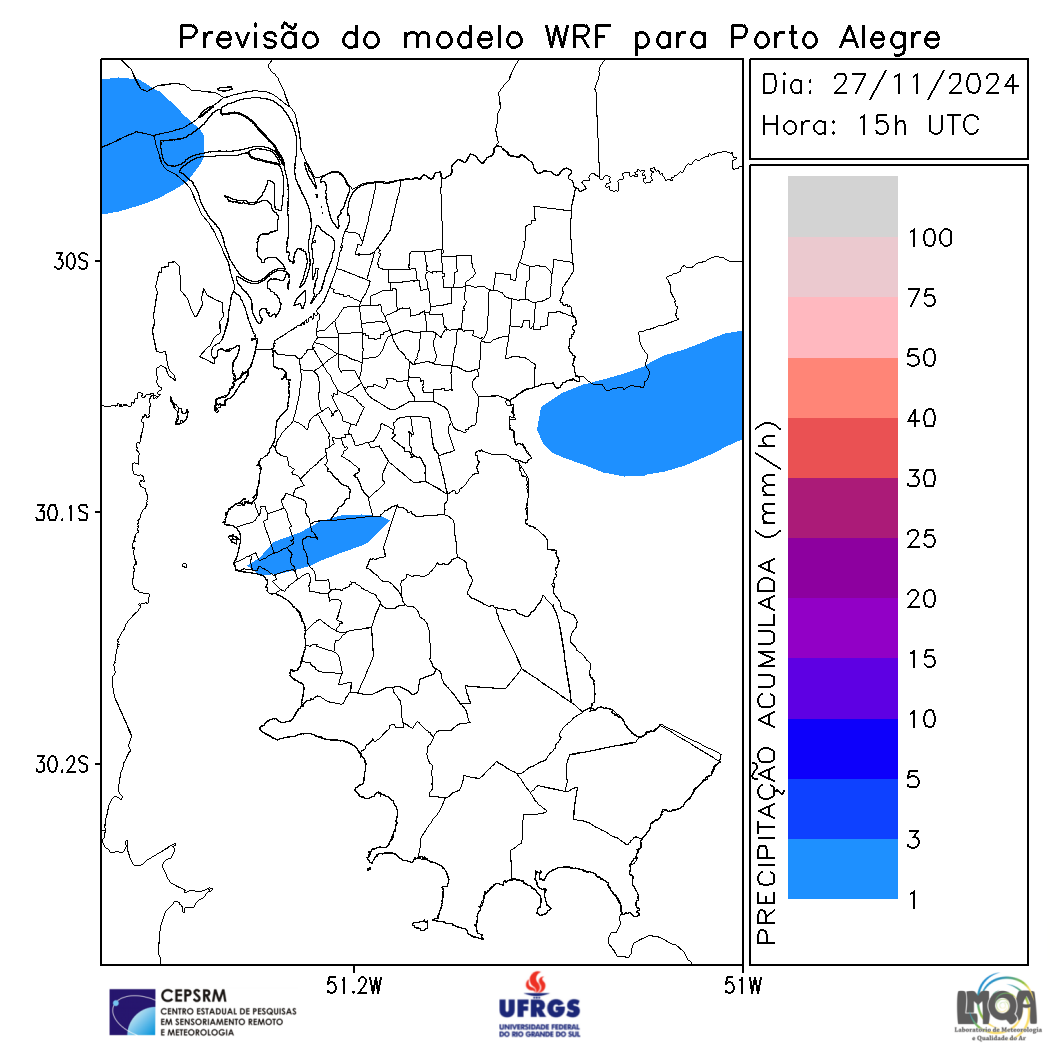 Previsão do modelo WRF para Porto Alegre
Dia: 27/11/2024
Hora: 15h UTC
30S
30.1S
30.2S
51.2W
51W
PRECIPITAÇÃO ACUMULADA (mm/h)
100
75
50
40
30
25
20
15
10
5
3
1
CEPSRM
CENTRO ESTADUAL DE PESQUISAS
EM SENSORIAMENTO REMOTO
E METEOROLOGIA
UFRGS
UNIVERSIDADE FEDERAL
DO RIO GRANDE DO SUL
LMQA
Laboratório de Meteorologia
e Qualidade do Ar